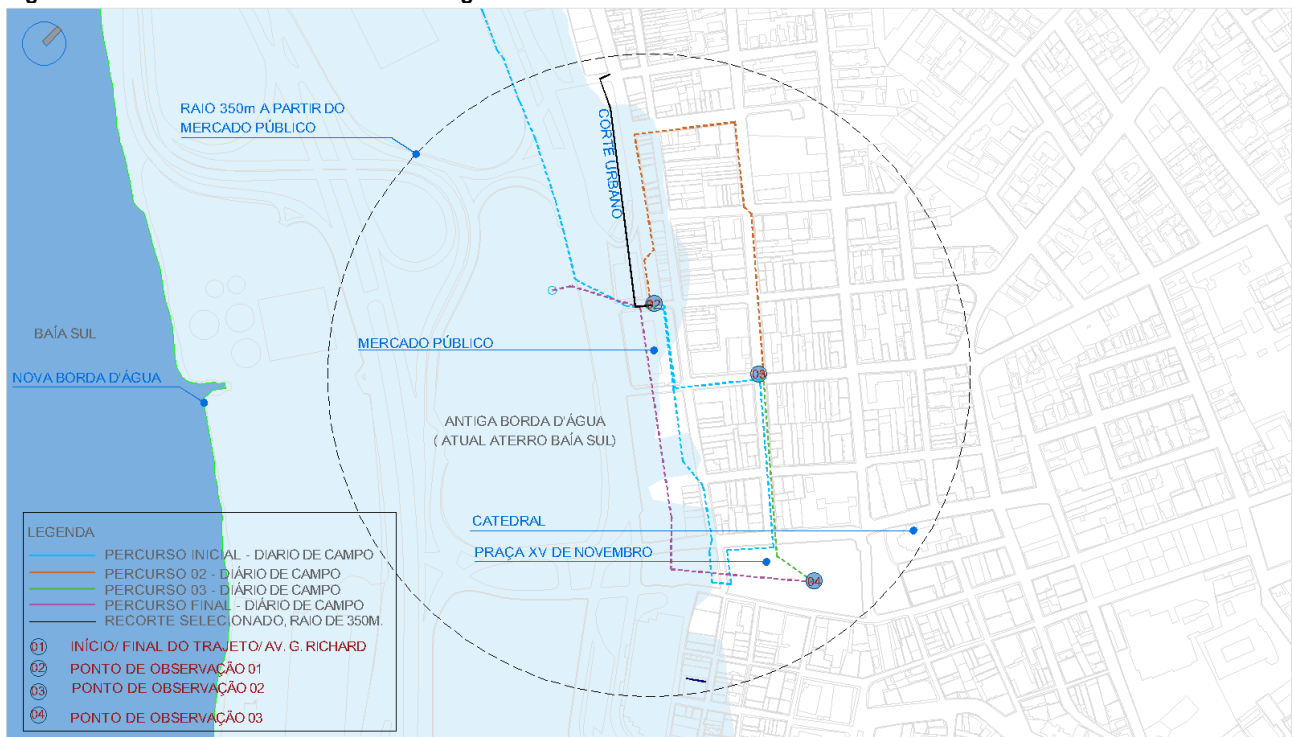 RAIO 350m A PARTIR DO
MERCADO PÚBLICO
CORTE URBANO
02
MERCADO PÚBLICO
BAÍA SUL
NOVA BORDA D'ÁGUA
03
ANTIGA BORDA D'ÁGUA
( ATUAL ATERRO BAÍA SUL)
CATEDRAL
PRAÇA XV DE NOVEMBRO
04
LEGENDA
PERCURSO INICIAL - DIARIO DE CAMPO
PERCURSO 02 - DIÁRIO DE CAMPO
PERCURSO 03 - DIÁRIO DE CAMPO
PERCURSO FINAL - DIÁRIO DE CAMPO
RECORTE SELECIONADO, RAIO DE 350M.
01 INÍCIO/ FINAL DO TRAJETO/ AV. G. RICHARD
02 PONTO DE OBSERVAÇÃO 01
03 PONTO DE OBSERVAÇÃO 02
04 PONTO DE OBSERVAÇÃO 03